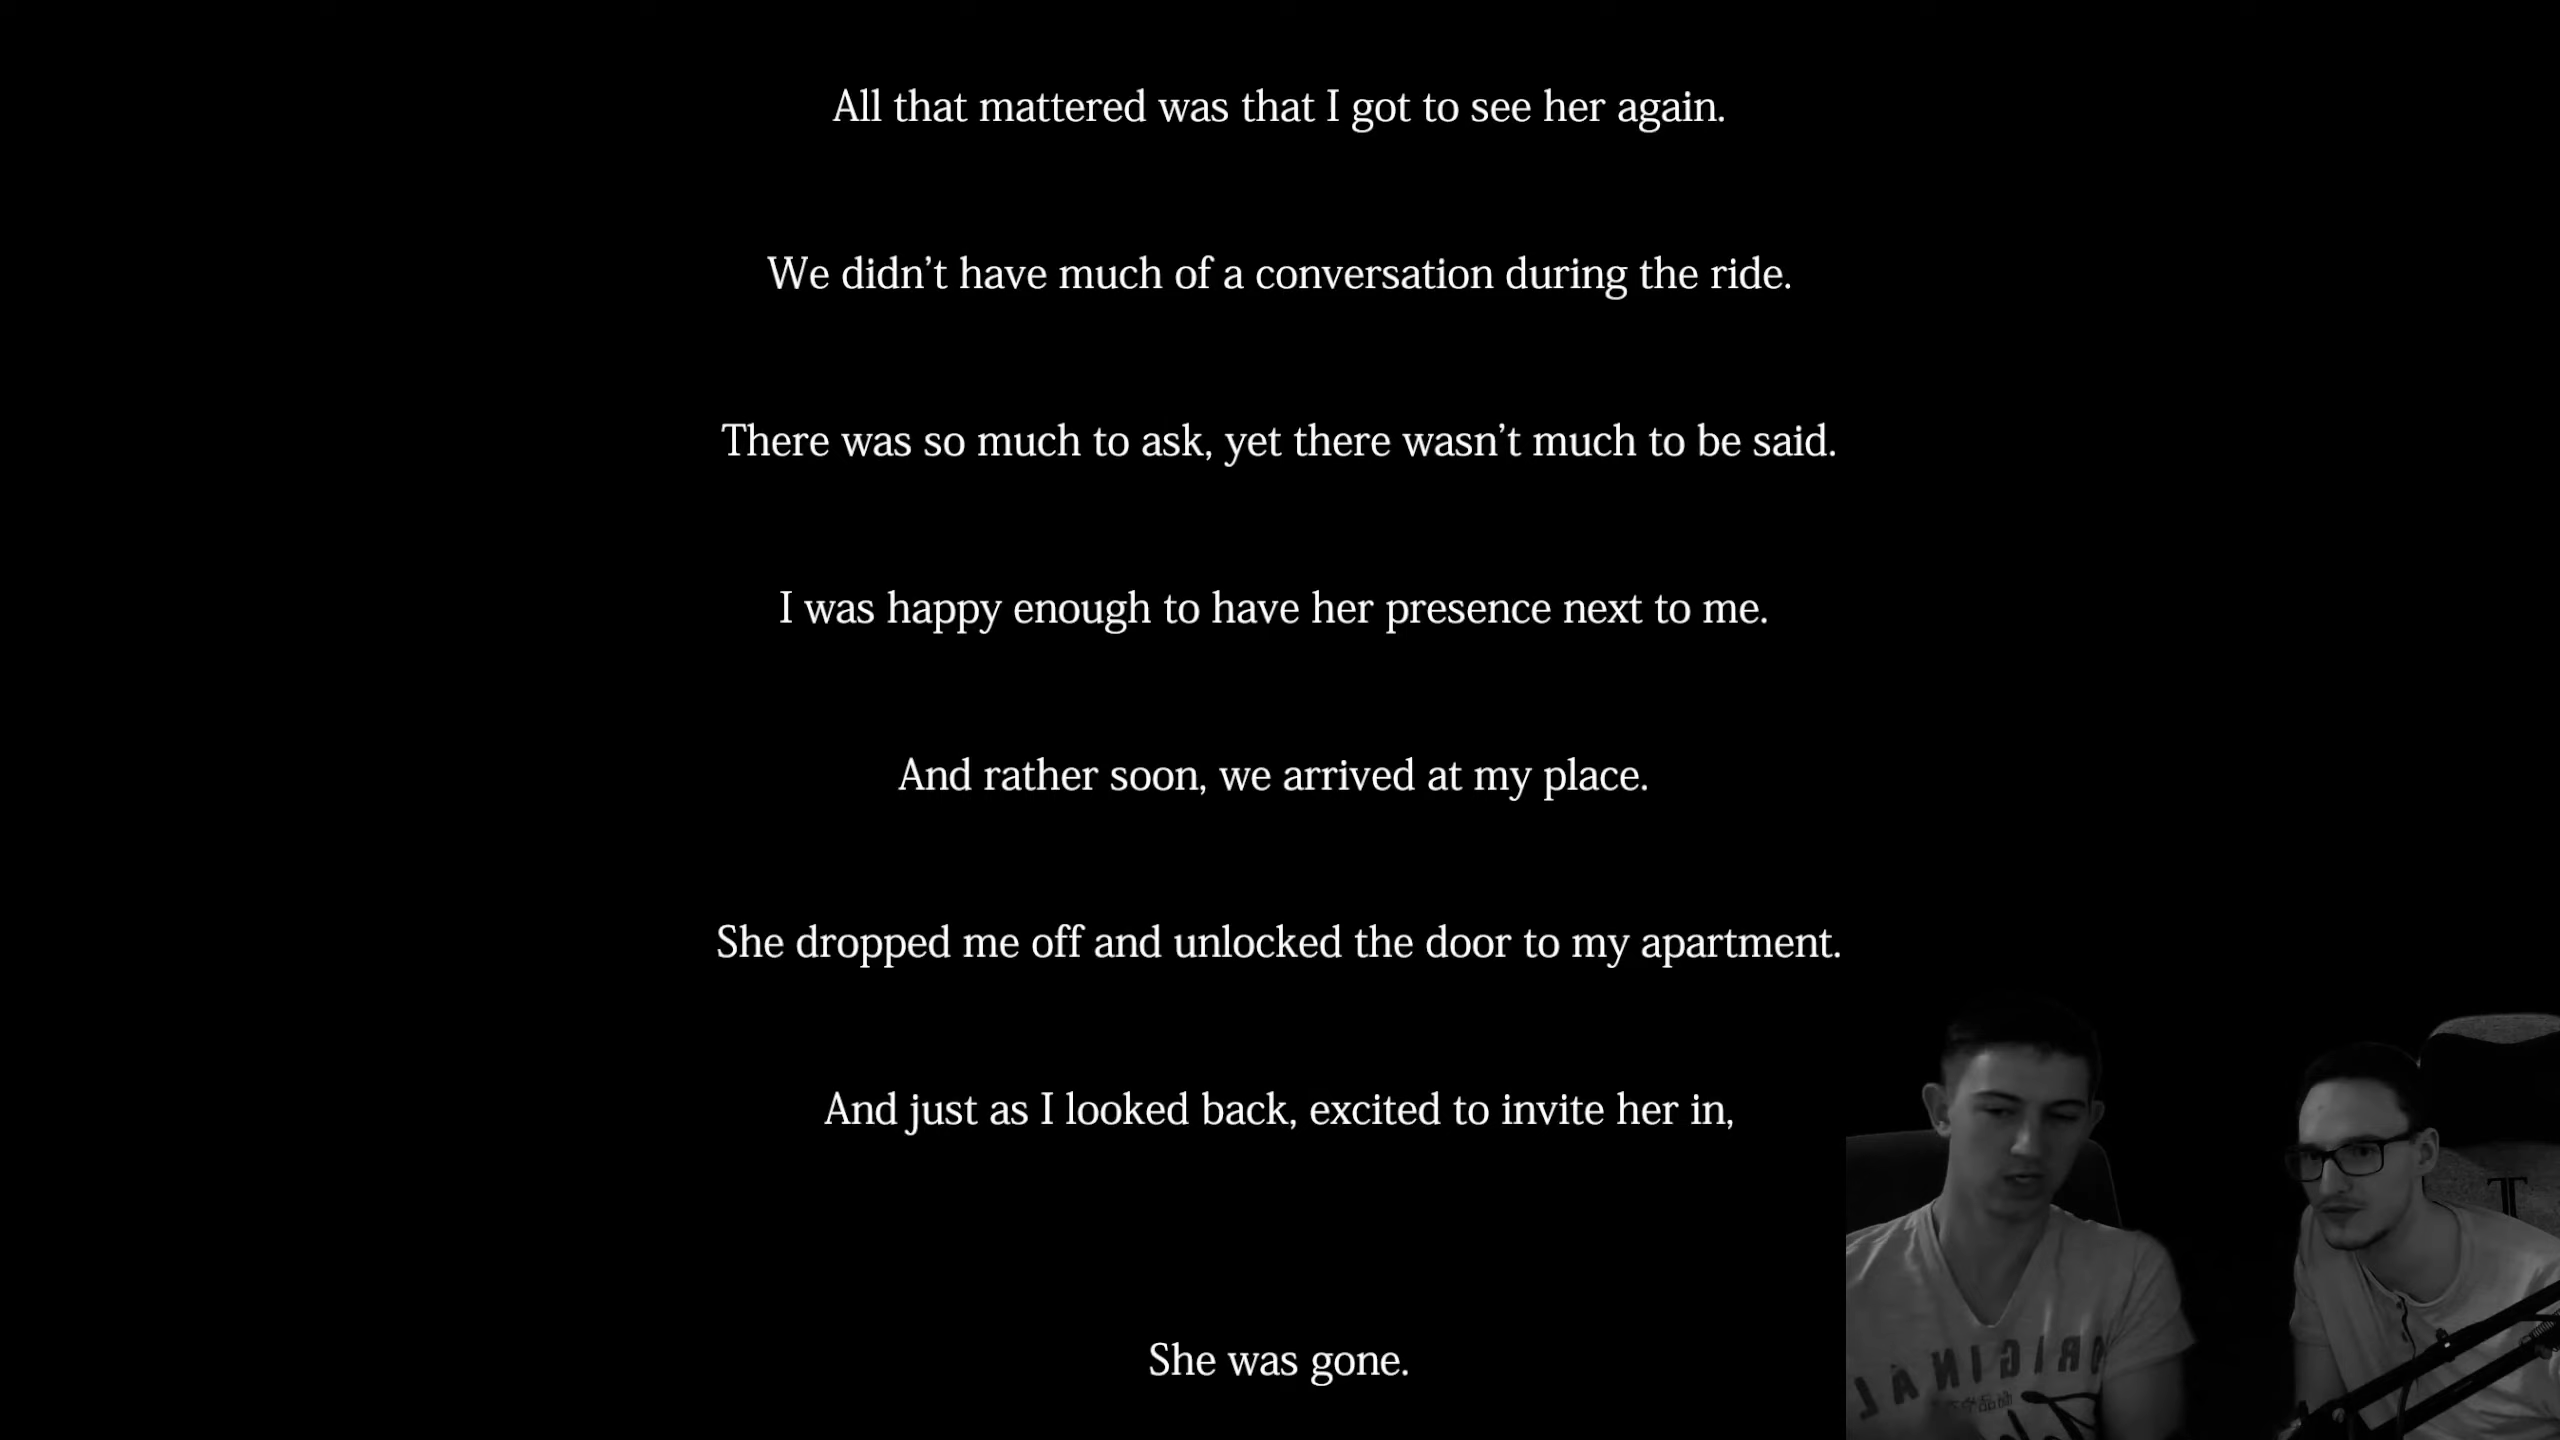 All that mattered was that I got to see her again.
We didn’t have much of a conversation during the ride.
There was so much to ask, yet there wasn’t much to be said.
I was happy enough to have her presence next to me.
And rather soon, we arrived at my place.
She dropped me off and unlocked the door to my apartment.
And just as I looked back, excited to invite her in,
She was gone.
ORIGINAL